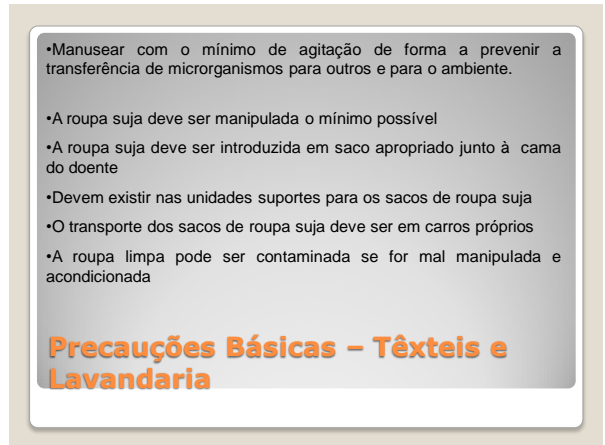 •Manusear com o mínimo de agitação de forma a prevenir a
transferência de microrganismos para outros e para o ambiente.
•A roupa suja deve ser manipulada o mínimo possível
•A roupa suja deve ser introduzida em saco apropriado junto à cama
do doente
•Devem existir nas unidades suportes para os sacos de roupa suja
•O transporte dos sacos de roupa suja deve ser em carros próprios
•A roupa limpa pode ser contaminada se for mal manipulada e
acondicionada
Precauções Básicas – Têxteis e
Lavandaria